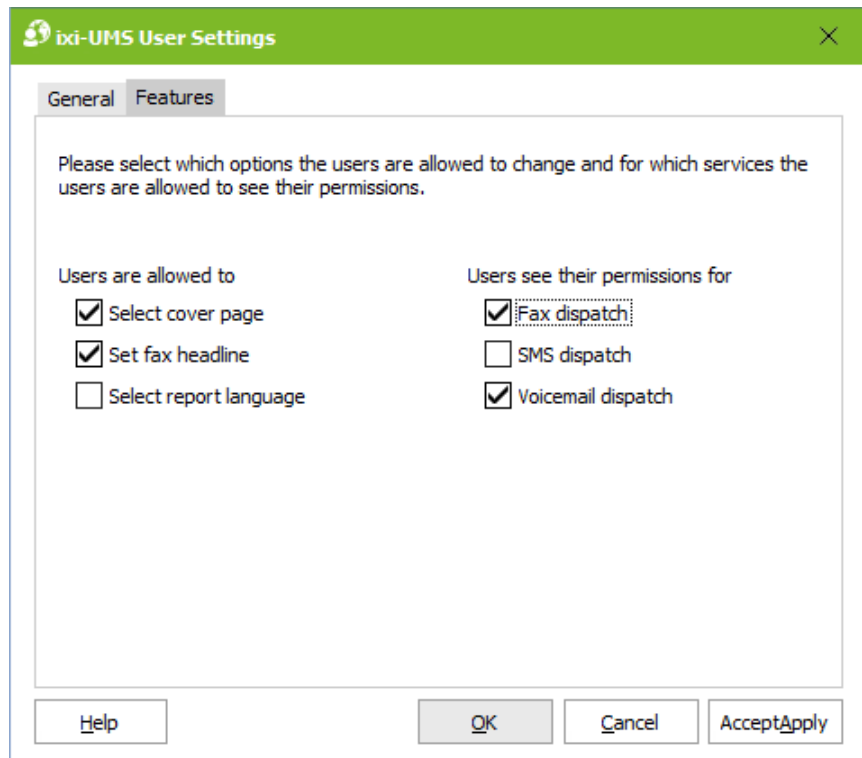 ixi-UMS User Settings
General
Features
Please select which options the users are allowed to change and for which services the
users are allowed to see their permissions.
Users are allowed to
Select cover page
Set fax headline
Select report language
Users see their permissions for
Fax dispatch
SMS dispatch
Voicemail dispatch
Help
OK
Cancel
AcceptApply